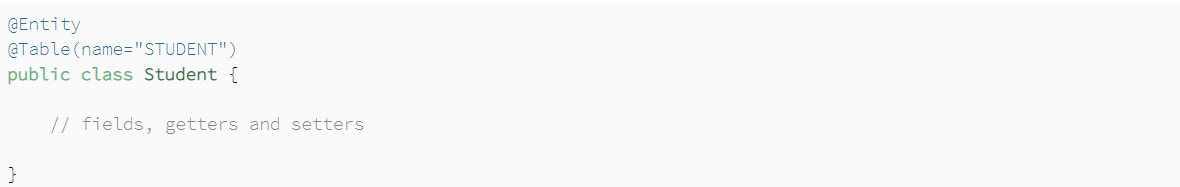 @Entity
@Table(name="STUDENT")
public class Student {
    // fields, getters and setters
}